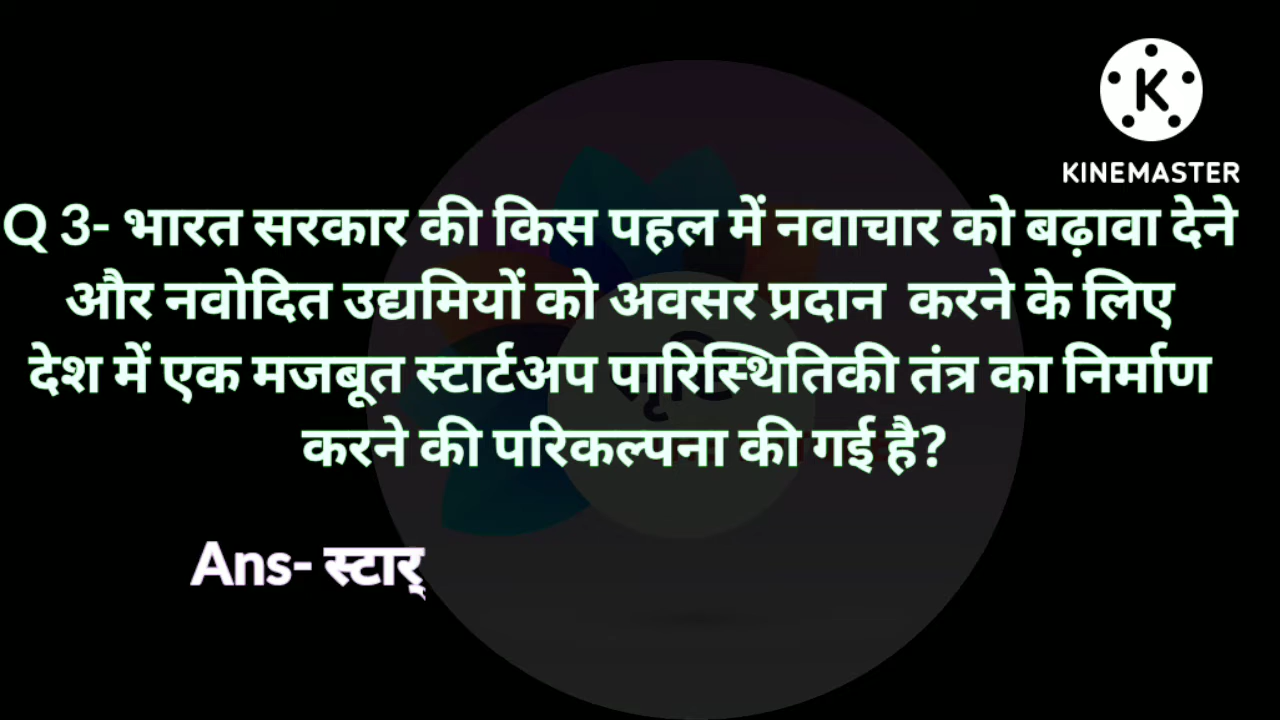 KINEMASTER
Q 3- भारत सरकार की किस पहल में नवाचार को बढ़ावा देने
और नवोदित उद्यमियों को अवसर प्रदान करने के लिए
देश में एक मजबूत स्टार्टअप पारिस्थितिकी तंत्र का निर्माण
करने की परिकल्पना की गई है?
Ans- स्टार्